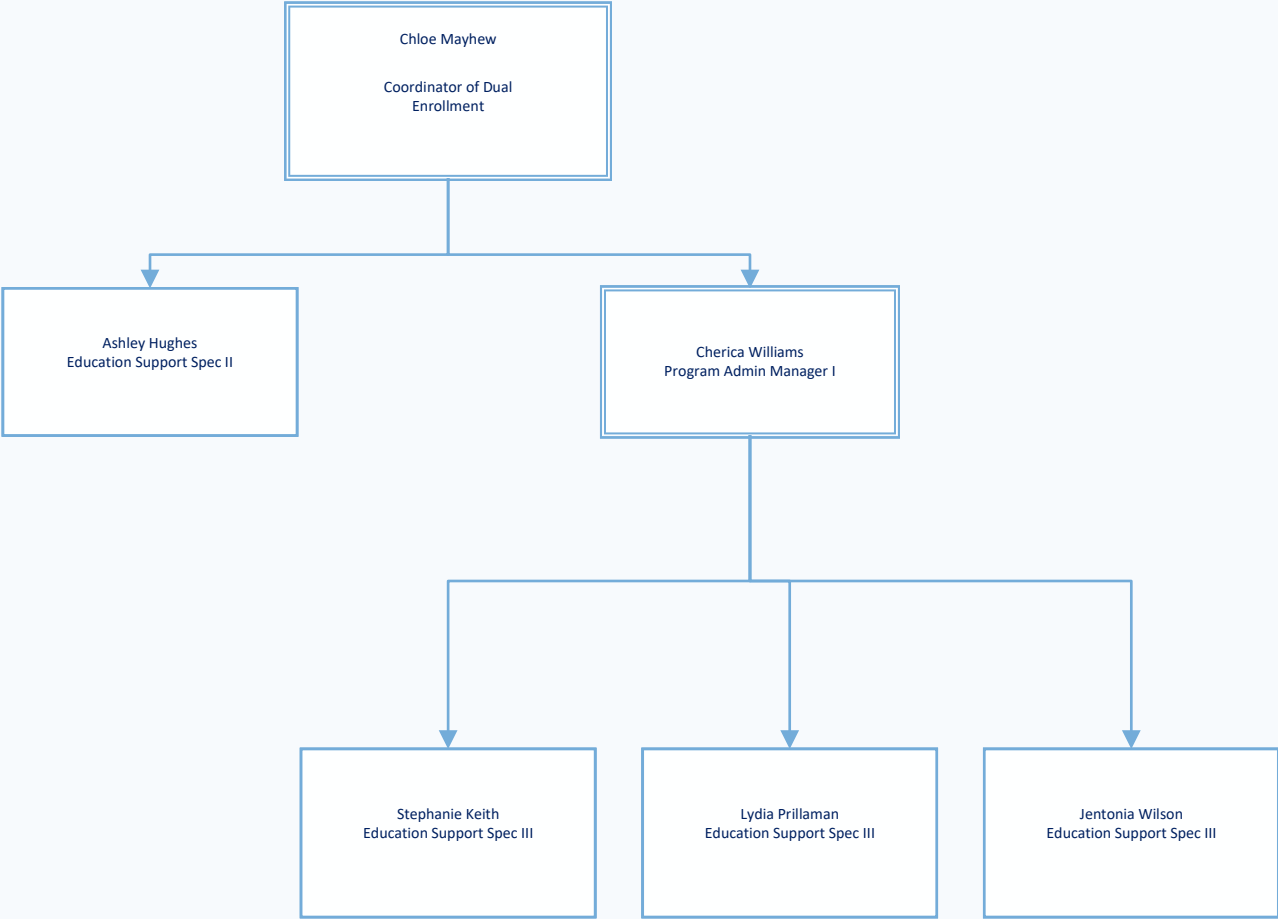 Chloe Mayhew
Coordinator of Dual
Enrollment
Ashley Hughes
Education Support Spec II
Cherica Williams
Program Admin Manager I
Stephanie Keith
Education Support Spec III
Lydia Prillaman
Education Support Spec III
Jentonia Wilson
Education Support Spec III